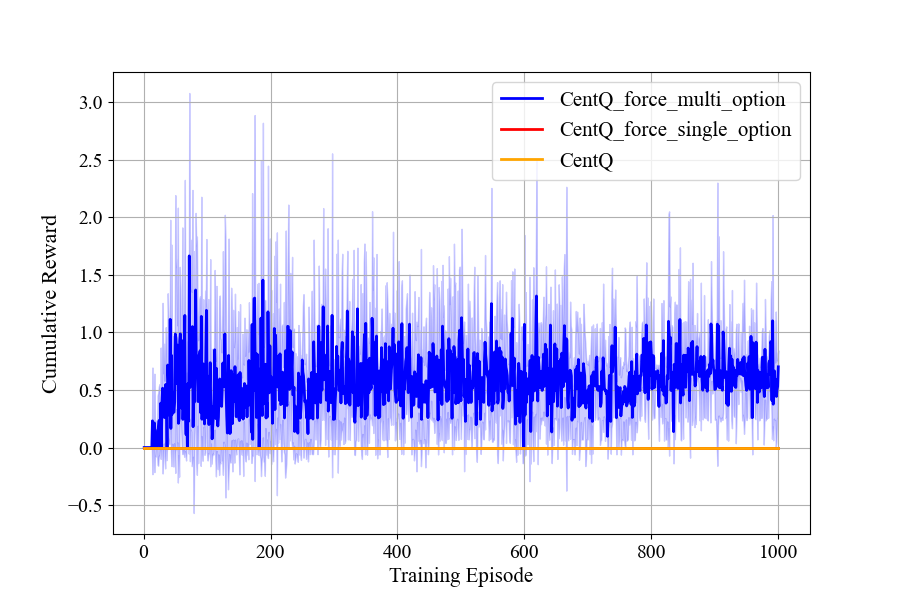 CentQ_force_multi_option
CentQ_force_single_option
CentQ
3.0
2.5
2.0
1.5
1.0
0.5
0.0
−0.5
Cumulative Reward
0 200 400 600 800 1000
Training Episode